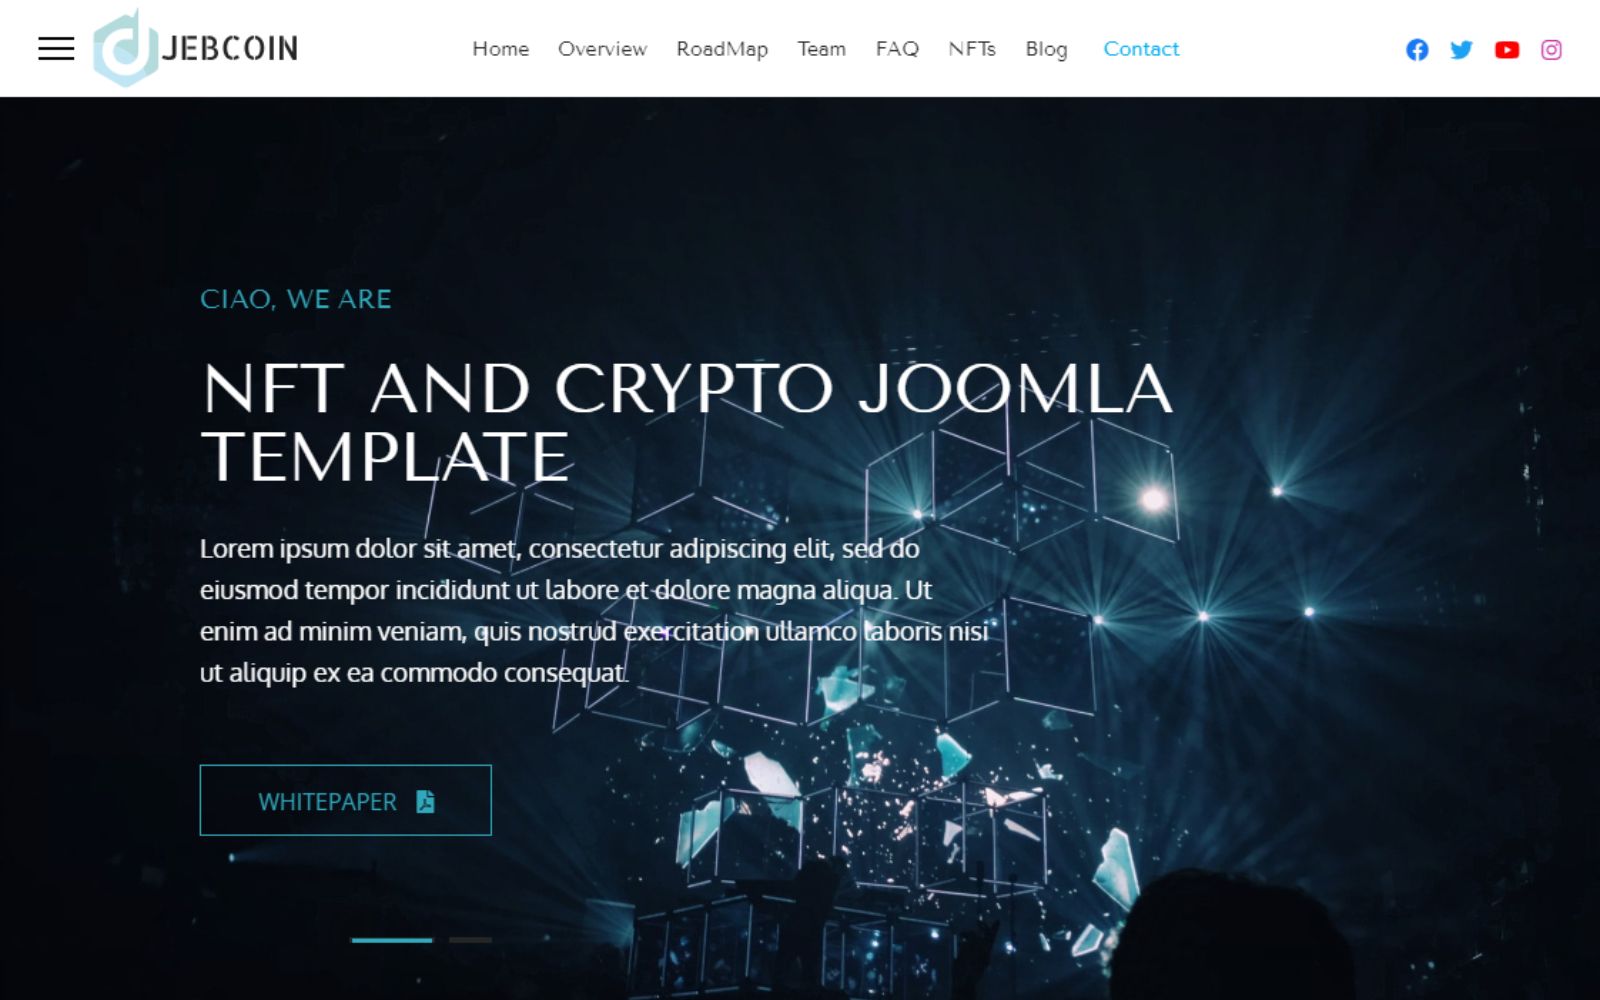 JEBCOIN
Home Overview RoadMap Team FAQ NFTs Blog Contact
CIAO, WE ARE
NFT AND CRYPTO JOOMLA
TEMPLATE
Lorem ipsum dolor sit amet, consectetur adipiscing elit, sed do
eiusmod tempor incididunt ut labore et dolore magna aliqua. Ut
enim ad minim veniam, quis nostrud exercitation ullamco laboris nisi
ut aliquip ex ea commodo consequat.
WHITEPAPER